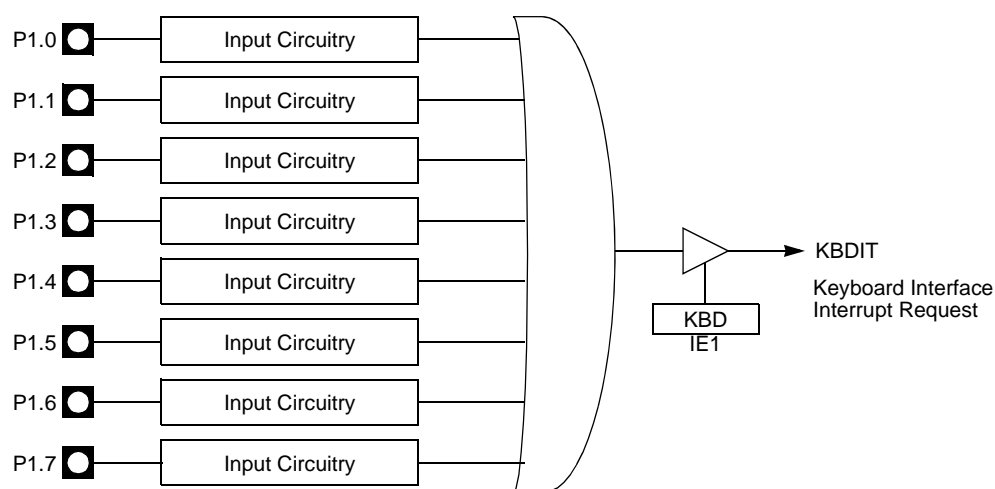 P1.0 Input Circuitry
P1.1 Input Circuitry
P1.2 Input Circuitry
P1.3 Input Circuitry
P1.4 Input Circuitry
P1.5 Input Circuitry
P1.6 Input Circuitry
P1.7 Input Circuitry
KBDIT
Keyboard Interface
Interrupt Request
KBD
IE1